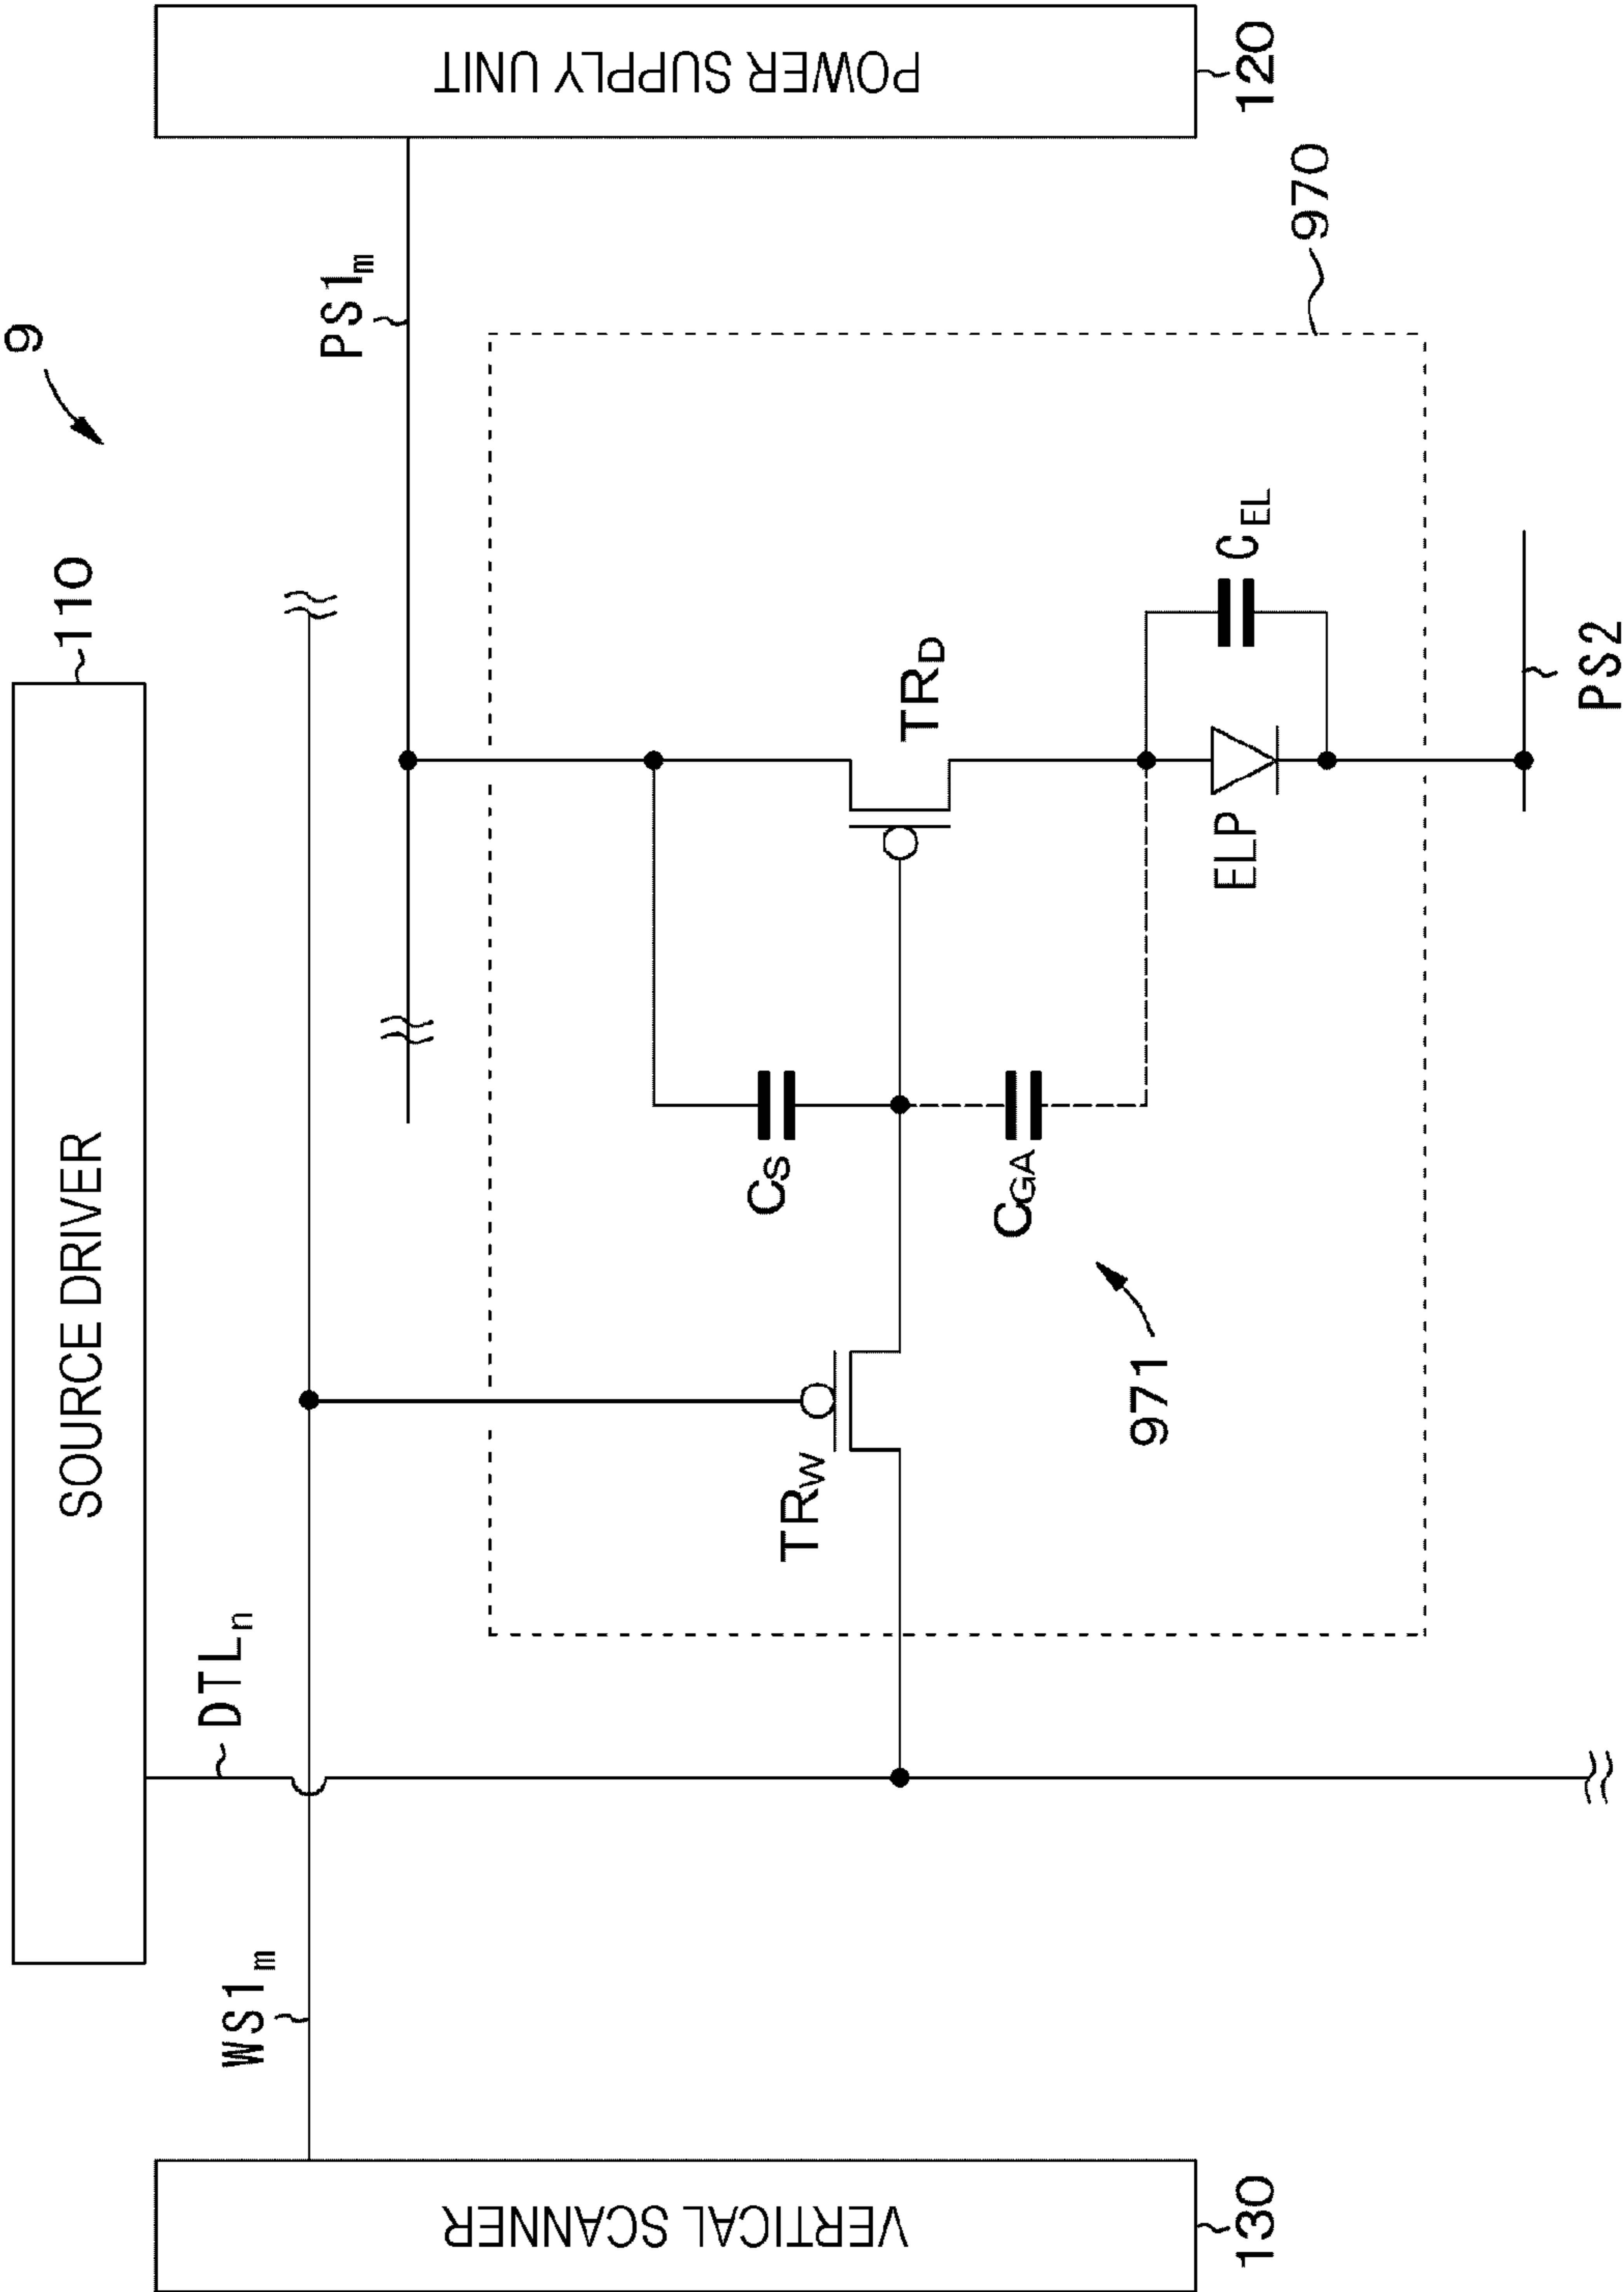 9
SOURCE DRIVER
110
DTLn
WS1m
PS1m
VERTICAL SCANNER
130
POWER SUPPLY UNIT
120
970
TRW
CS
TRD
CGA
971
ELP
CEL
PS2